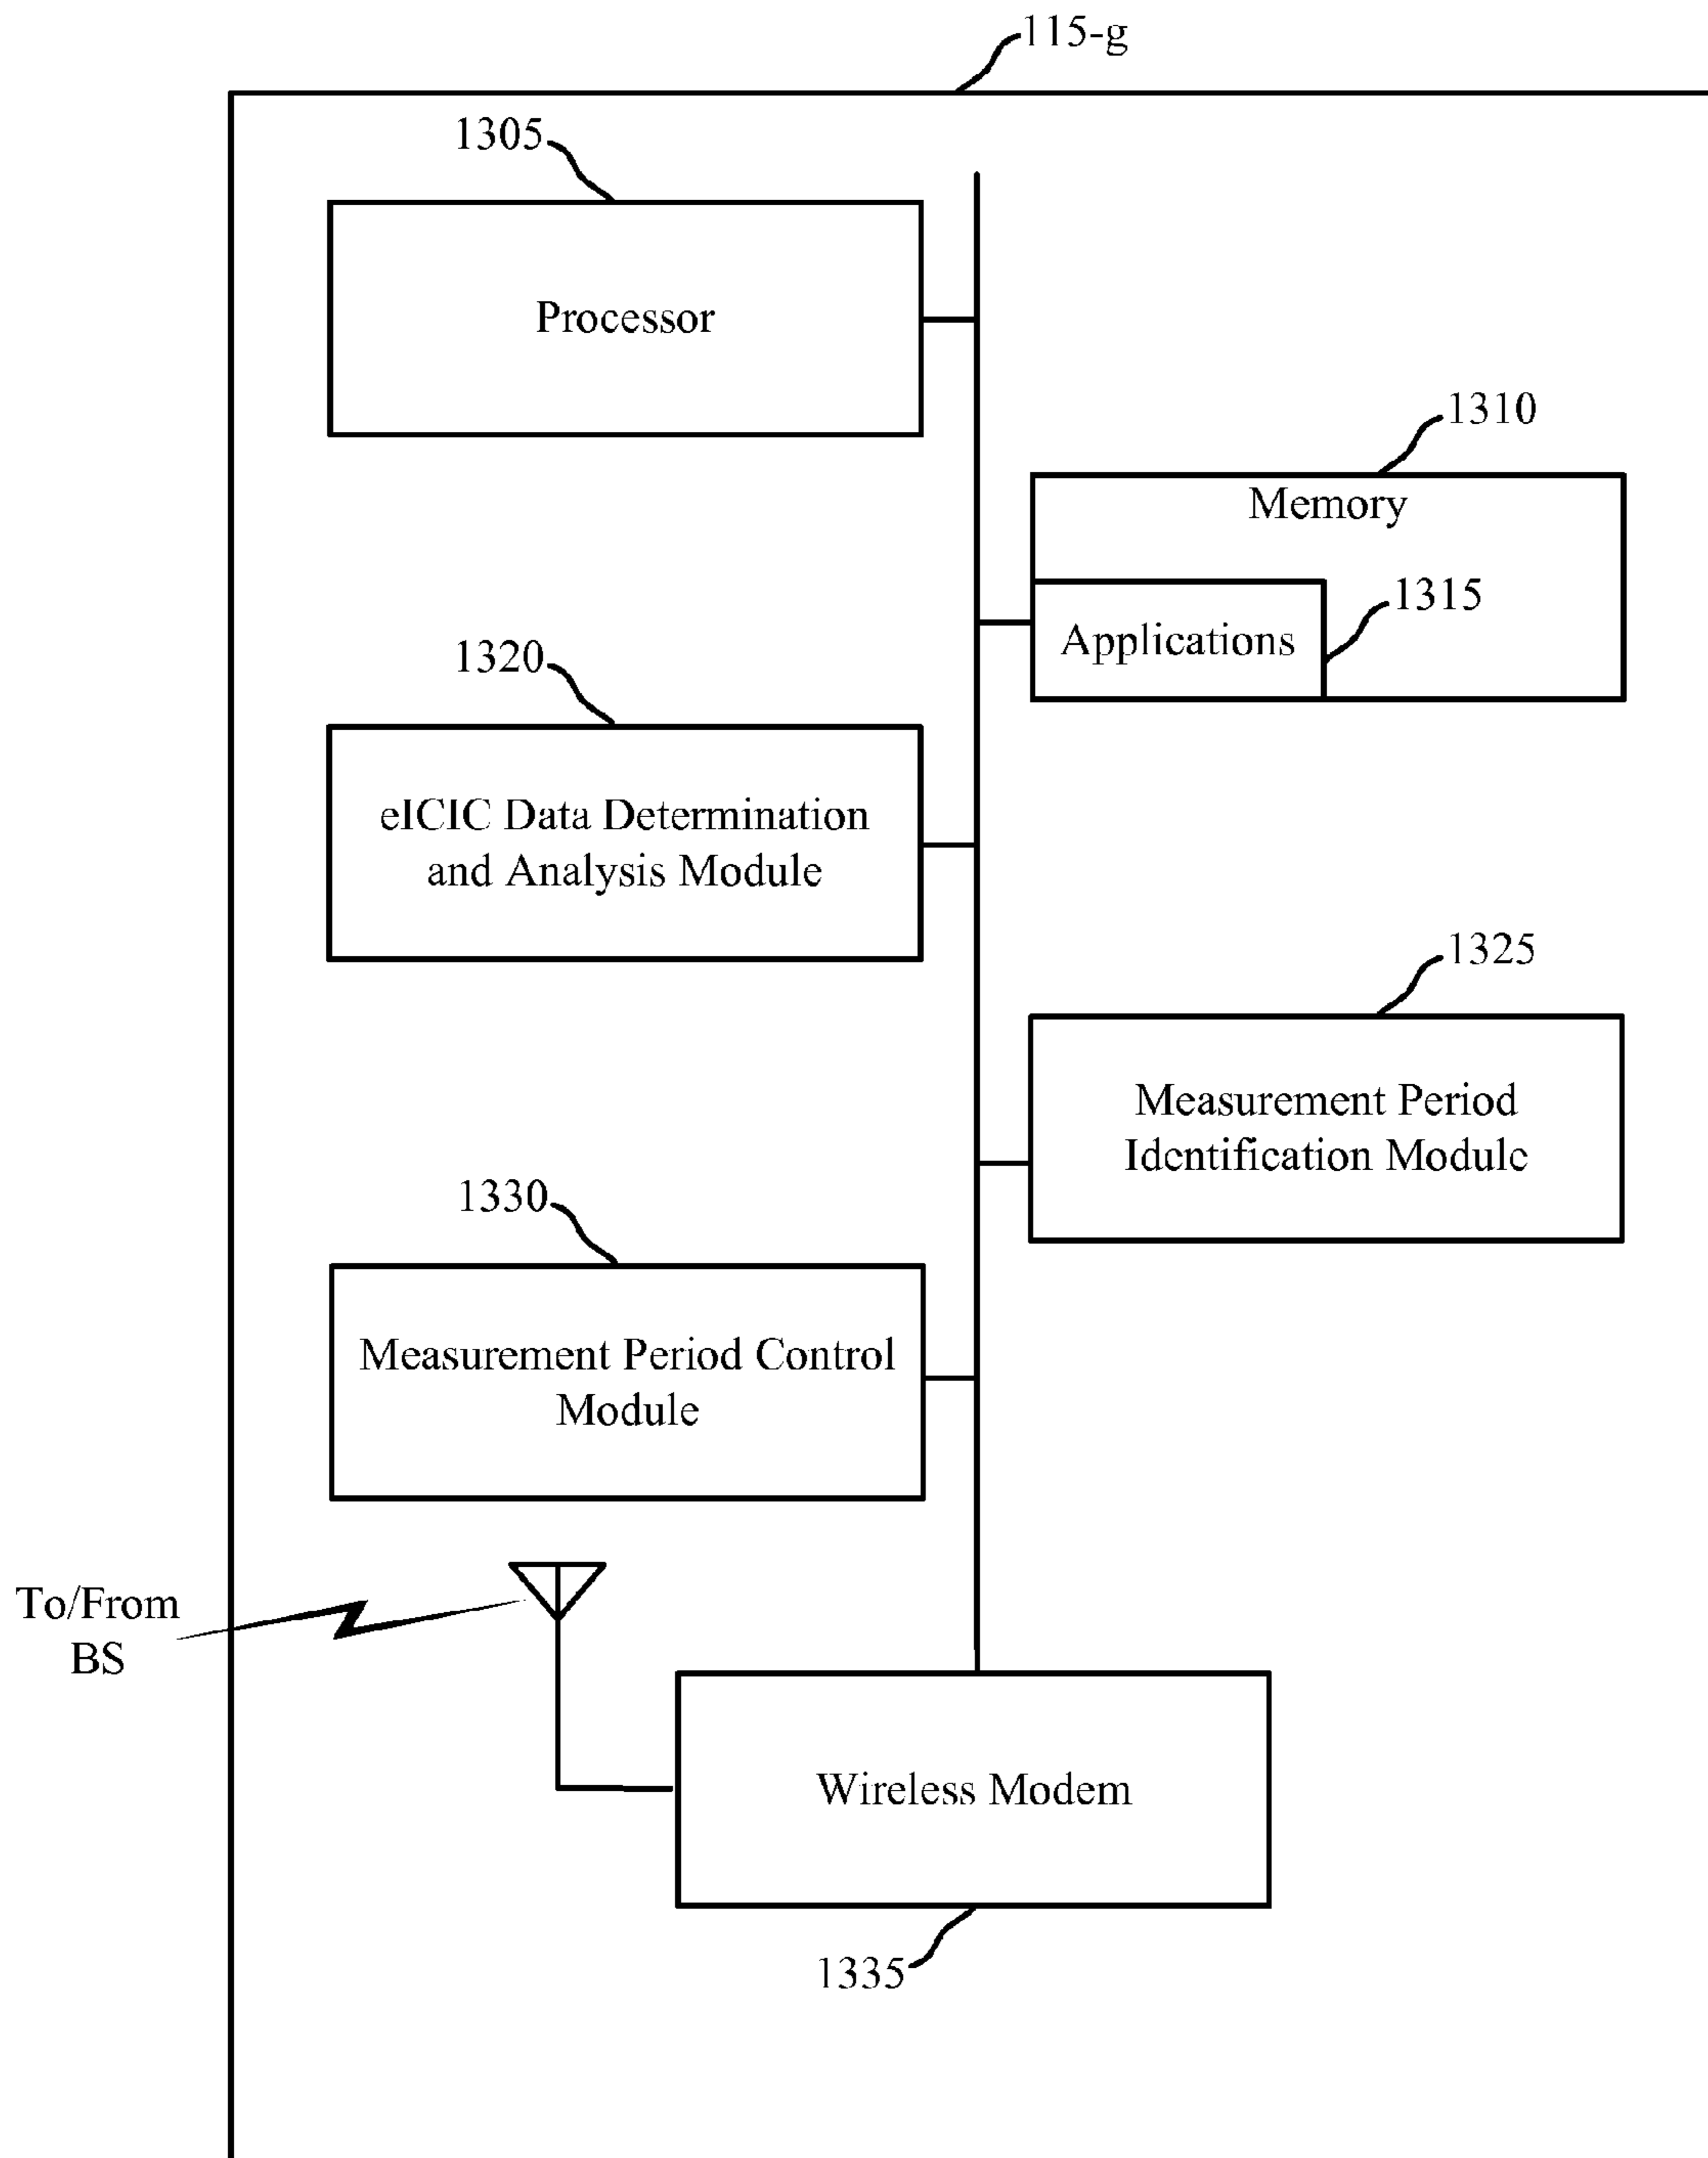 115-g
1305
Processor
1310
Memory
1315
Applications
1320
eICIC Data Determination
and Analysis Module
1325
Measurement Period
Identification Module
1330
Measurement Period Control
Module
To/From
BS
Wireless Modem
1335